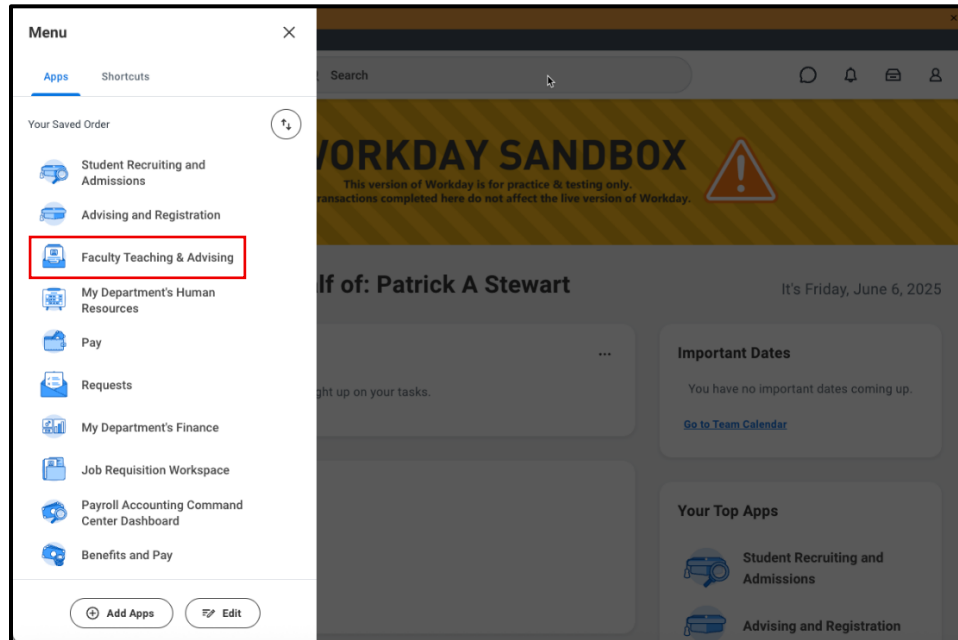 Menu
Apps
Shortcuts
Your Saved Order
Student Recruiting and
Admissions
Advising and Registration
Faculty Teaching & Advising
My Department's Human
Resources
Pay
Requests
My Department's Finance
Job Requisition Workspace
Payroll Accounting Command
Center Dashboard
Benefits and Pay
Add Apps
Edit
Search
WORKDAY SANDBOX
This version of Workday is for practice & testing only.
ransactions completed here do not affect the live version of Workday.
lf of: Patrick A Stewart
It's Friday, June 6, 2025
ght up on your tasks.
Important Dates
You have no important dates coming up.
Go to Team Calendar
Your Top Apps
Student Recruiting and
Admissions
Advising and Registration